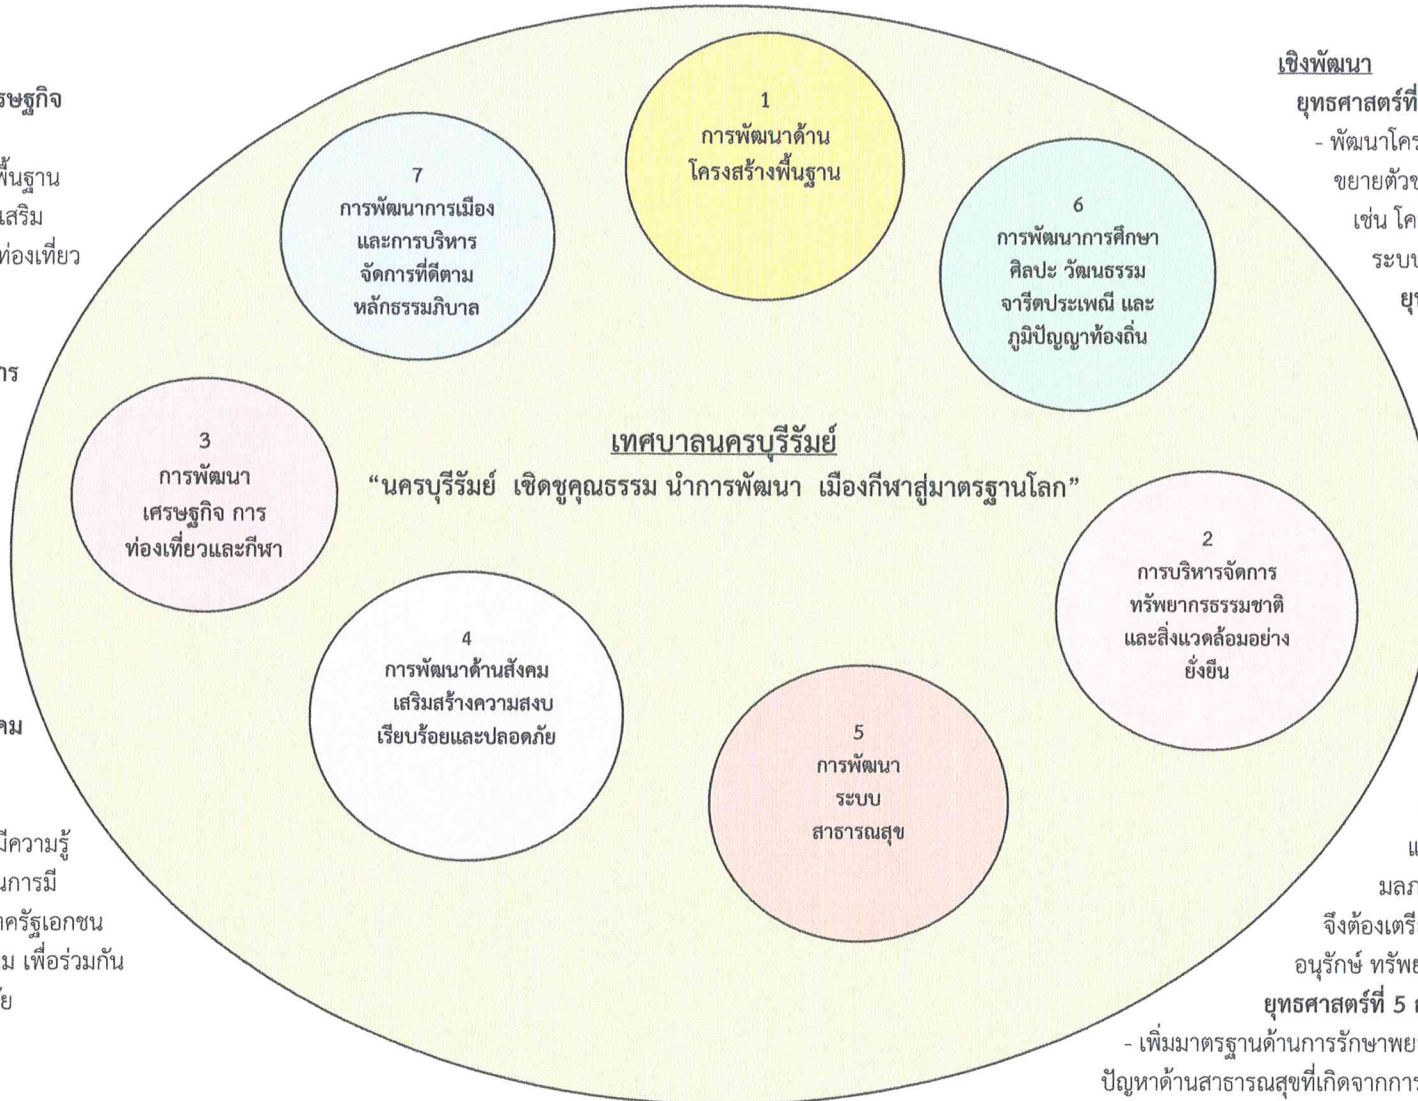 รษฐกิจ
พื้นฐาน
เสริม
ท่องเที่ยว
าร
คม
มีความรู้
นการมี
าครัฐเอกชน
ม เพื่อร่วมกัน
ัย
1
การพัฒนาด้าน
โครงสร้างพื้นฐาน
7
การพัฒนาการเมือง
และการบริหาร
จัดการที่ดีตาม
หลักธรรมภิบาล
6
การพัฒนาการศึกษา
ศิลปะ วัฒนธรรม
จารีตประเพณี และ
ภูมิปัญญาท้องถิ่น
เทศบาลนครบุรีรัมย์
“นครบุรีรัมย์ เชิดชูคุณธรรม นำการพัฒนา เมืองกีฬาสู่มาตรฐานโลก”
3
การพัฒนา
เศรษฐกิจ การ
ท่องเที่ยวและกีฬา
2
การบริหารจัดการ
ทรัพยากรธรรมชาติ
และสิ่งแวดล้อมอย่าง
ยั่งยืน
4
การพัฒนาด้านสังคม
เสริมสร้างความสงบ
เรียบร้อยและปลอดภัย
5
การพัฒนา
ระบบ
สาธารณสุข
เชิงพัฒนา
ยุทธศาสตร์ที่
- พัฒนาโคร
ขยายตัวข
เช่น โค
ระบบ
ยุท
แ
มลภ
จึงต้องเตรี
อนุรักษ์ ทรัพย
ยุทธศาสตร์ที่ 5 ก
- เพิ่มมาตรฐานด้านการรักษาพย
ปัญหาด้านสาธารณสุขที่เกิดจากการ